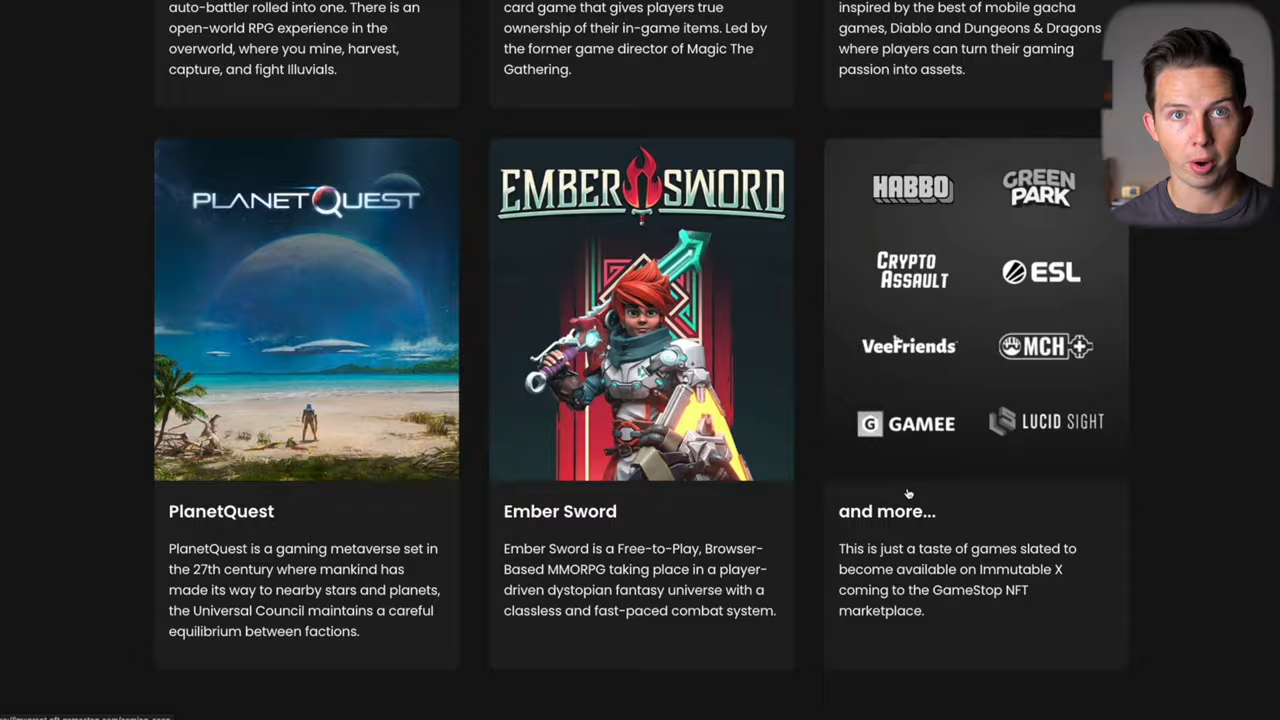 auto-battler rolled into one. There is an
open-world RPG experience in the
overworld, where you mine, harvest,
capture, and fight Illuvials.
card game that gives players true
ownership of their in-game items. Led by
the former game director of Magic The
Gathering.
inspired by the best of mobile gacha
games, Diablo and Dungeons & Dragons
where players can turn their gaming
passion into assets.
PLANETQUEST
EMBER SWORD
HABBO
GREEN
PARK
CRYPTO
ASSAULT
ESL
VeeFriends
MCH+
G GAMEE
LUCID SIGHT
PlanetQuest
PlanetQuest is a gaming metaverse set in
the 27th century where mankind has
made its way to nearby stars and planets,
the Universal Council maintains a careful
equilibrium between factions.
Ember Sword
Ember Sword is a Free-to-Play, Browser-
Based MMORPG taking place in a player-
driven dystopian fantasy universe with a
classless and fast-paced combat system.
and more...
This is just a taste of games slated to
become available on Immutable X
coming to the GameStop NFT
marketplace.